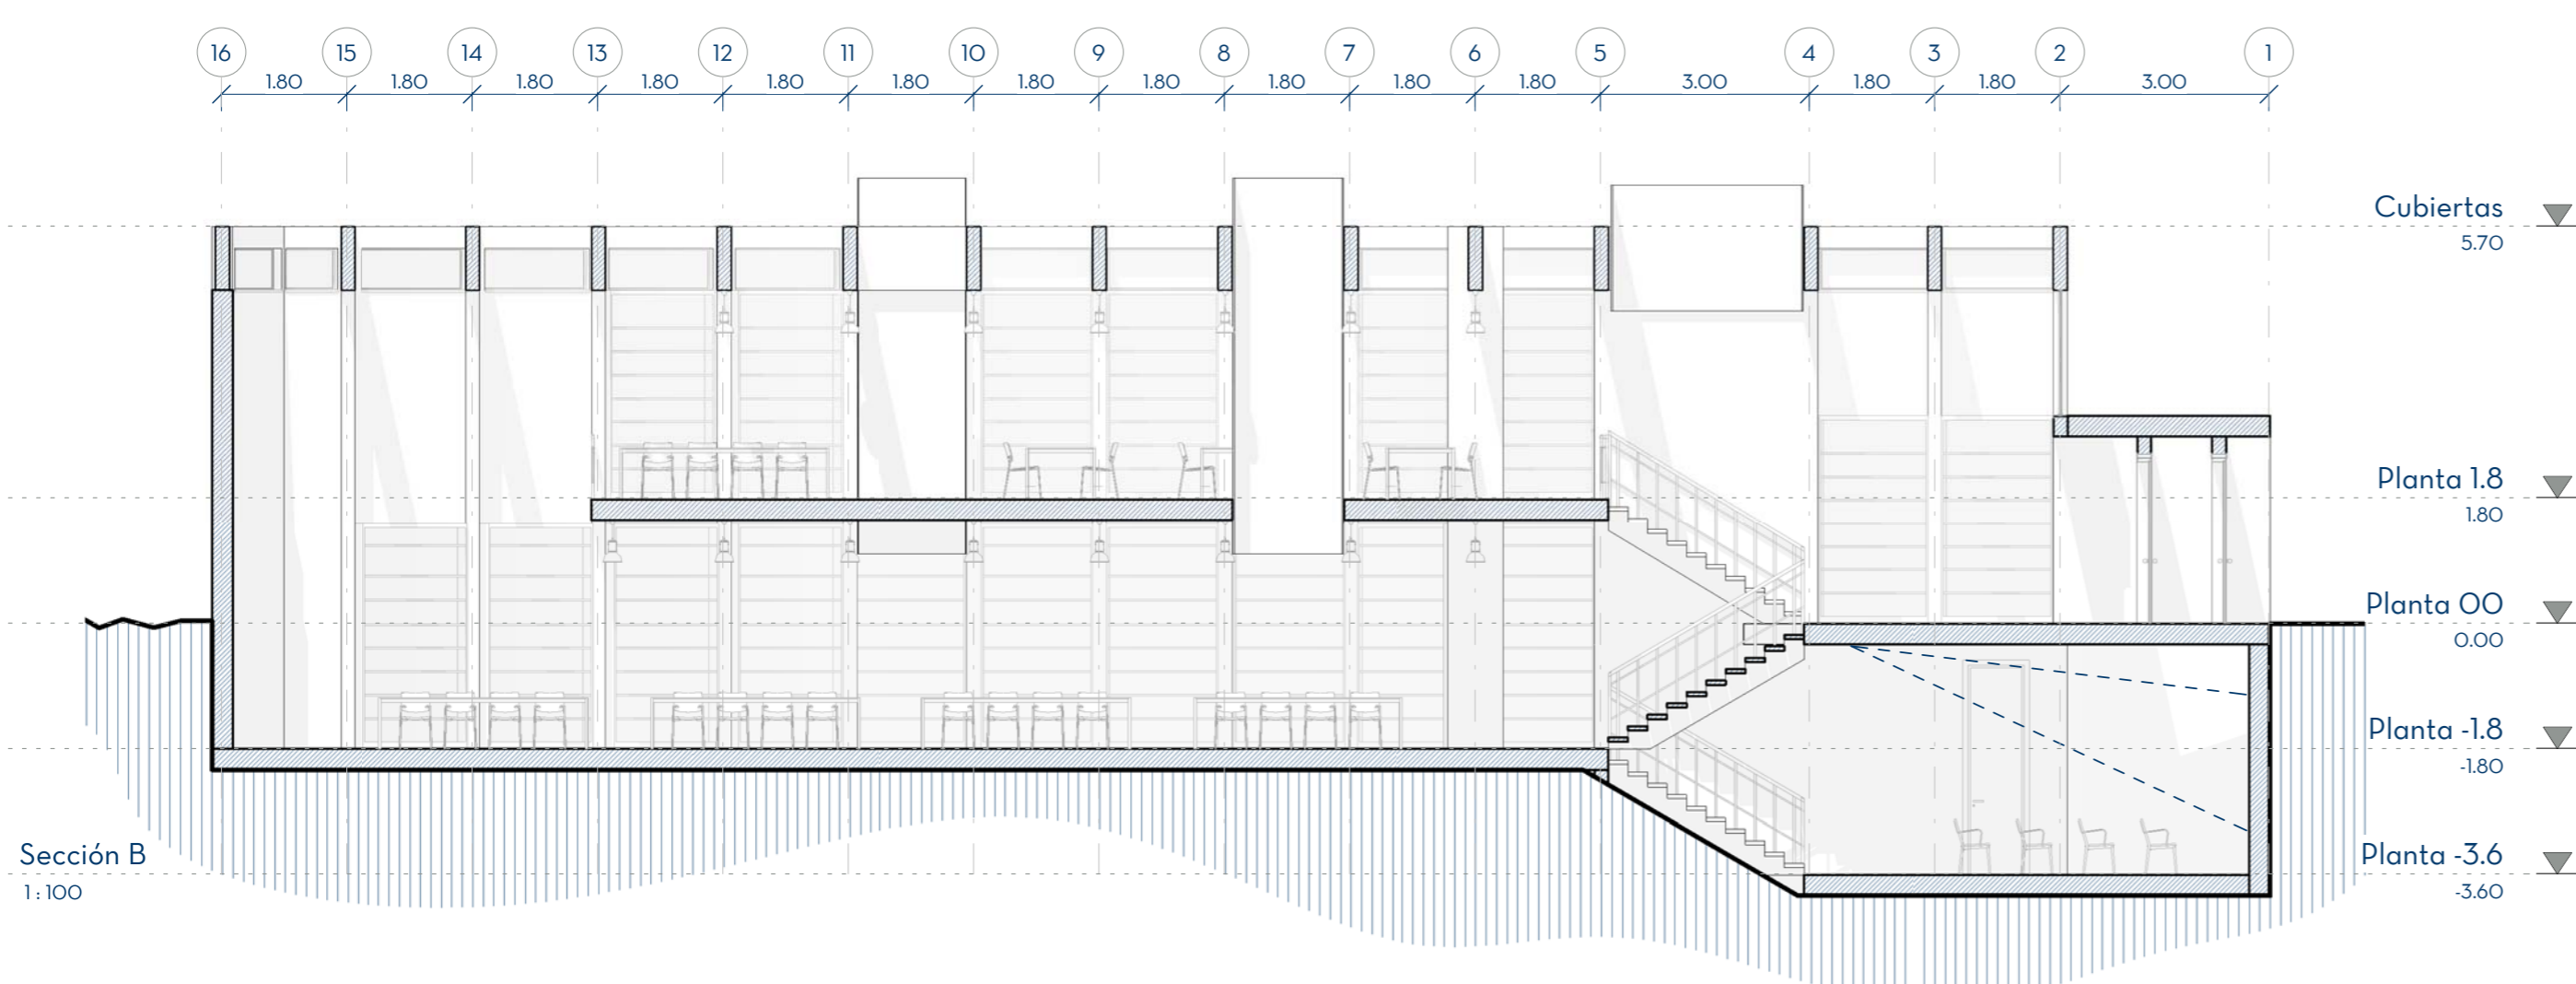 16 15 14 13 12 11 10 9 8 7 6 5 4 3 2 1
1.80 1.80 1.80 1.80 1.80 1.80 1.80 1.80 1.80 1.80 1.80 3.00 1.80 1.80 3.00
Cubiertas
5.70
Planta 1.8
1.80
Planta 00
0.00
Planta -1.8
-1.80
Sección B
1 : 100
Planta -3.6
-3.60